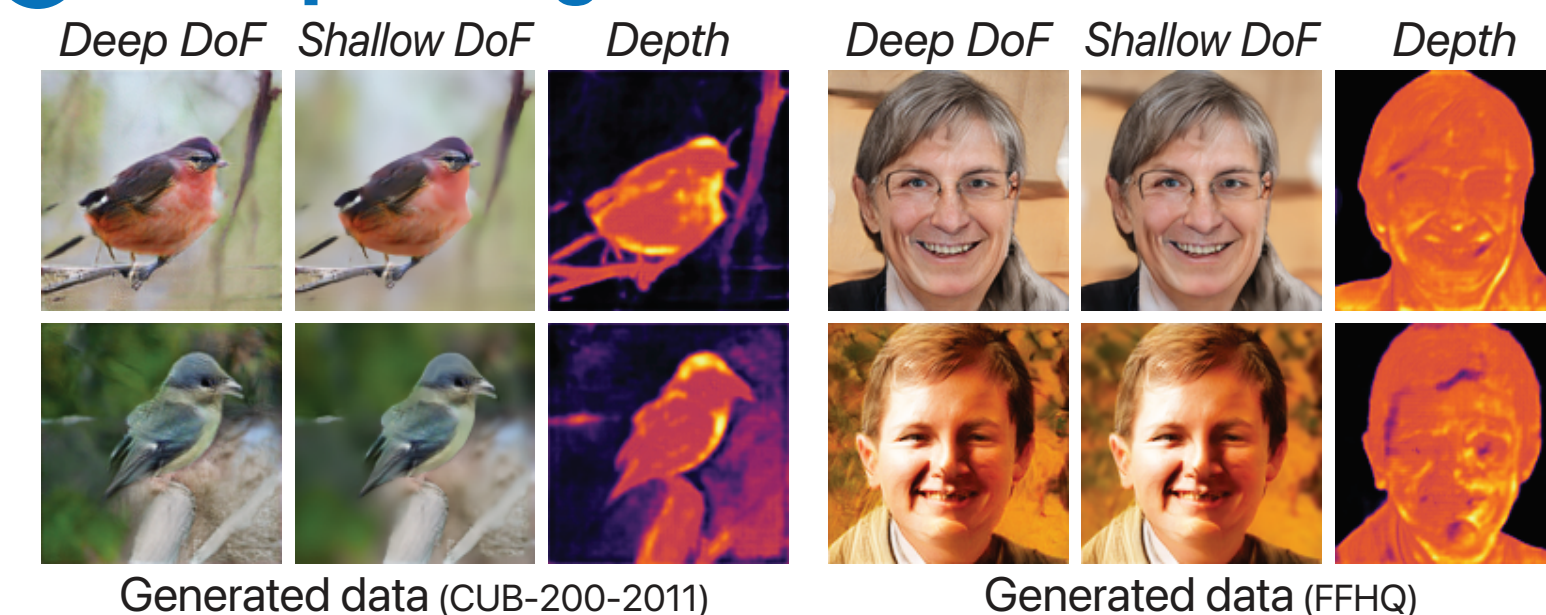 Deep DoF Shallow DoF Depth Deep DoF Shallow DoF Depth
Generated data (CUB-200-2011) Generated data (FFHQ)